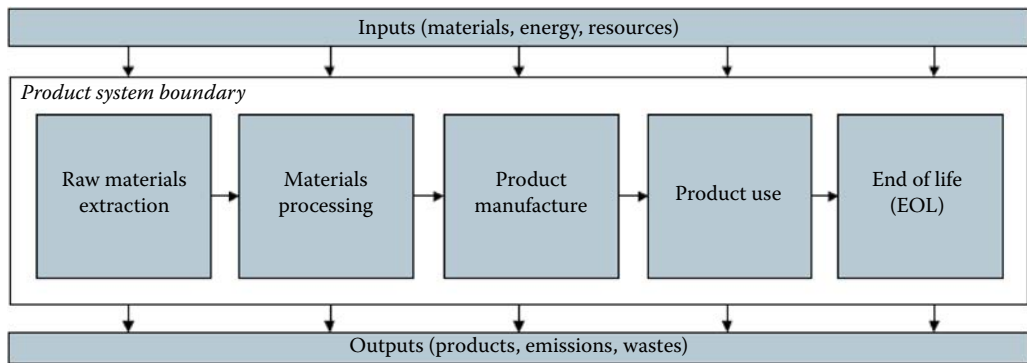 Inputs (materials, energy, resources)
Product system boundary
Raw materials
extraction
Materials
processing
Product
manufacture
Product use
End of life
(EOL)
Outputs (products, emissions, wastes)